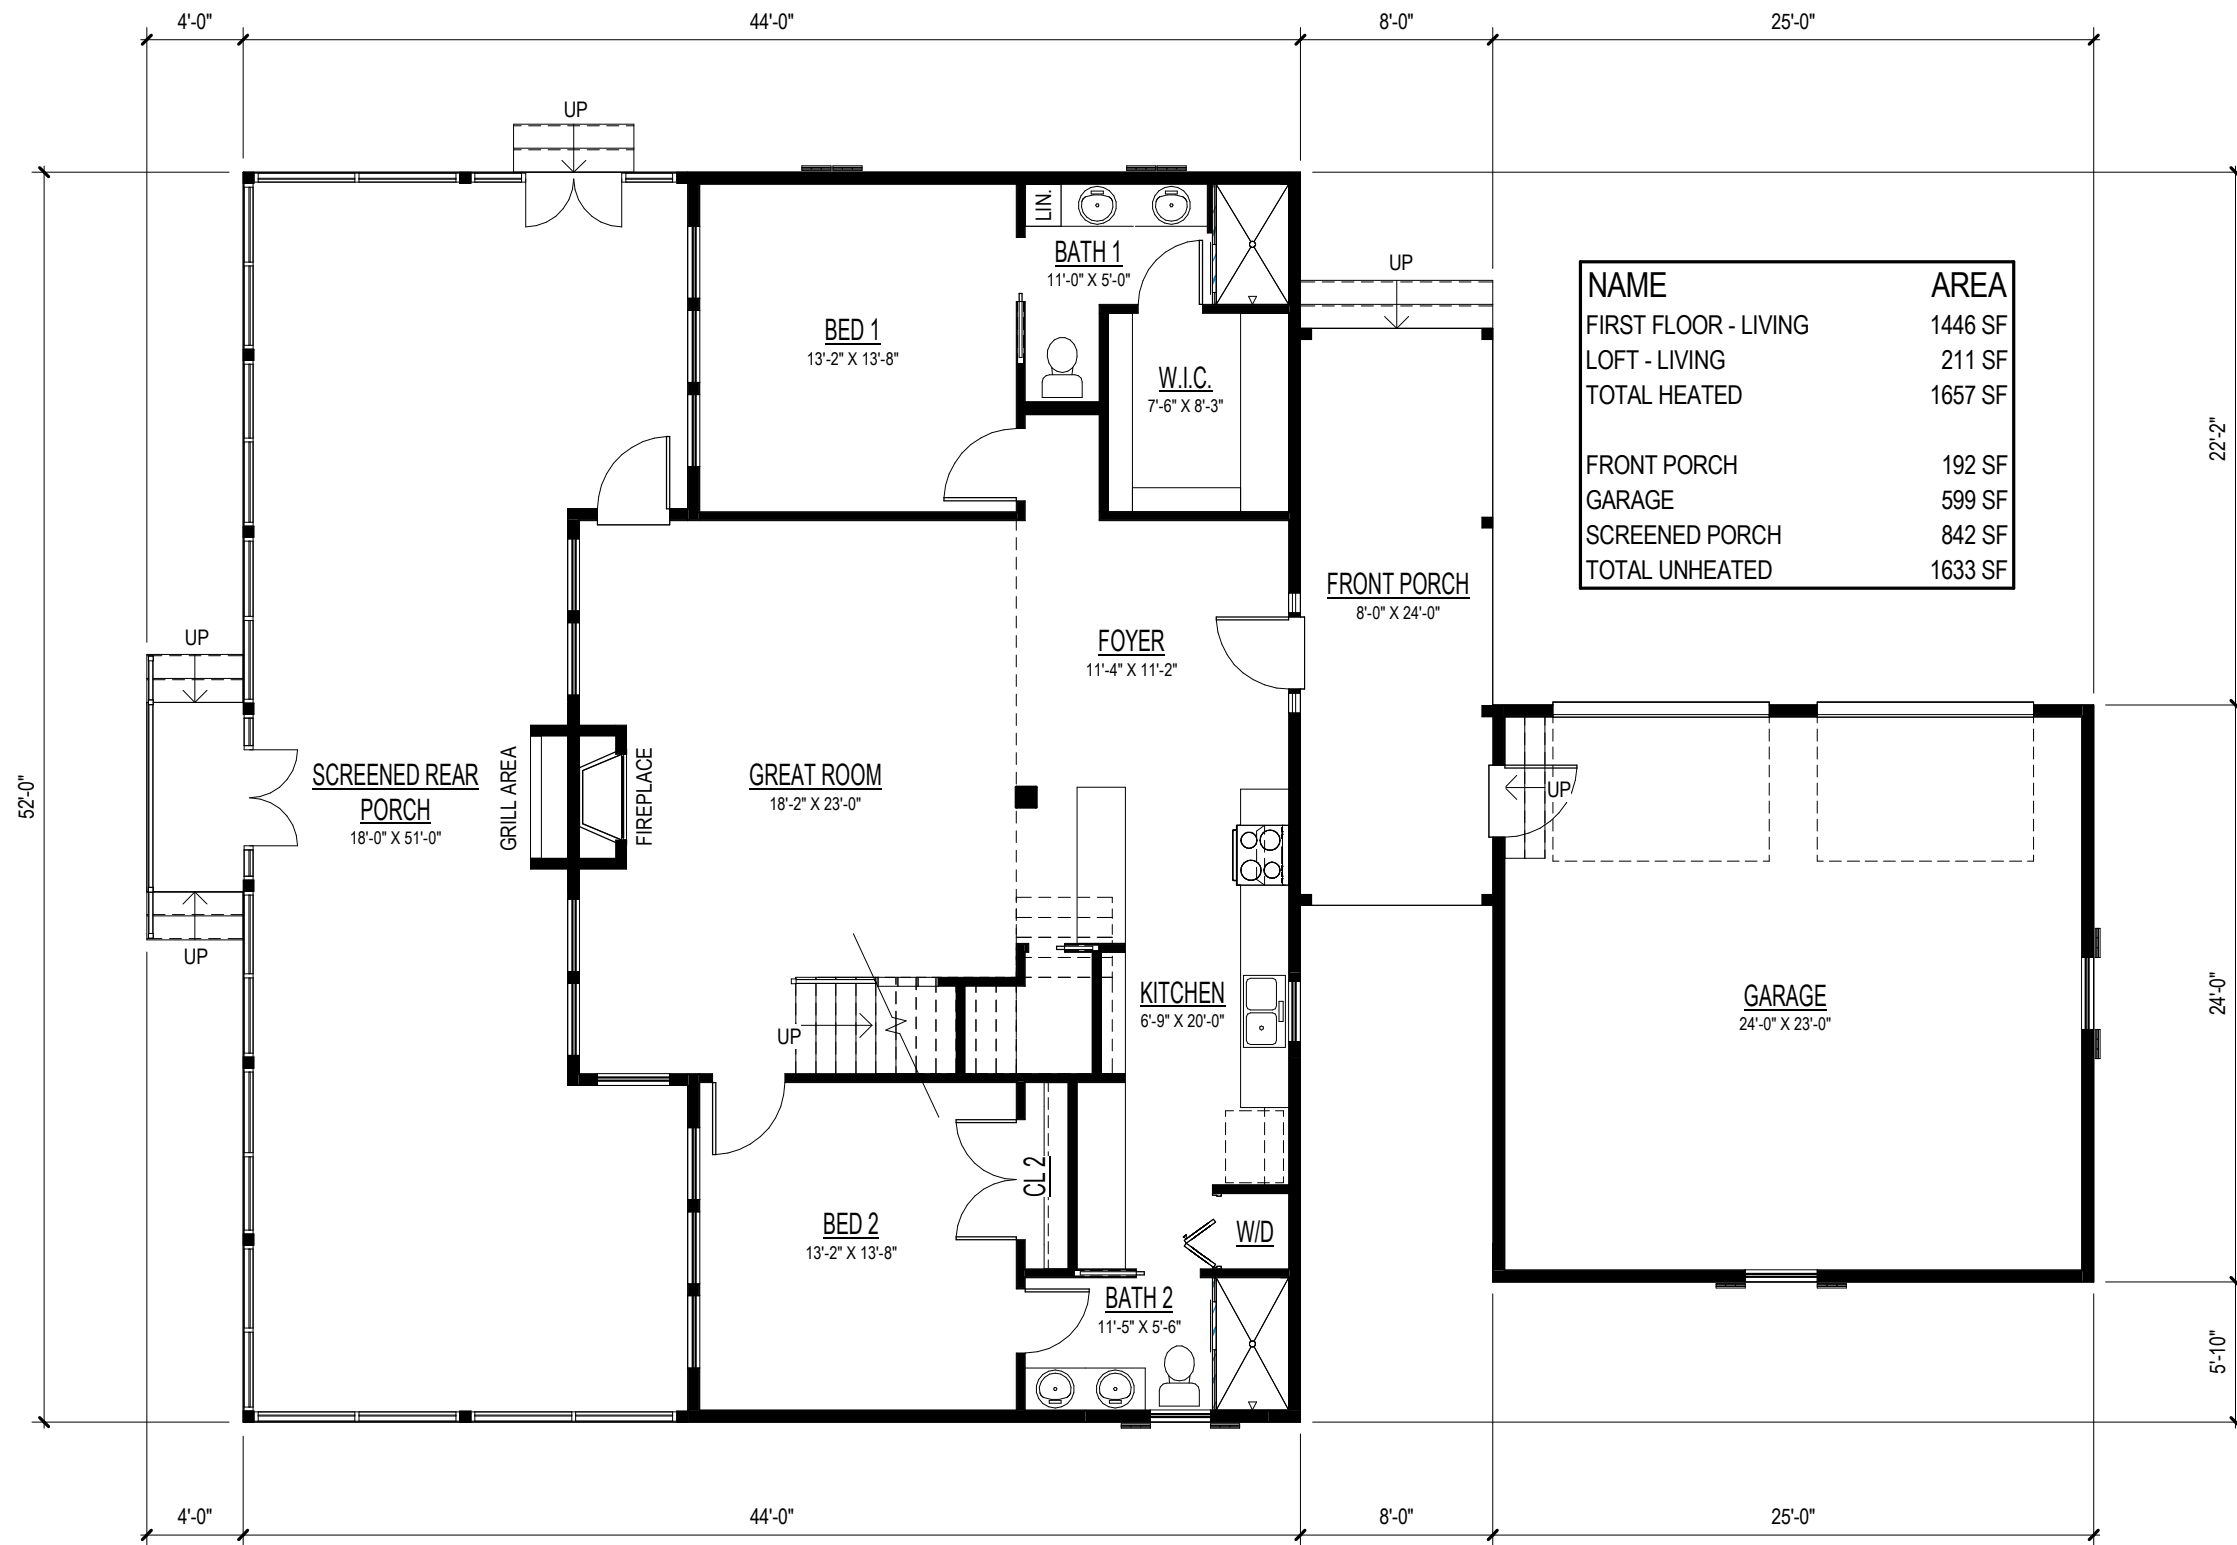 4'-0"
44'-0"
8'-0"
25'-0"
UP
LIN.
BATH 1
11'-0" X 5'-0"
UP
NAME AREA
FIRST FLOOR - LIVING 1446 SF
LOFT - LIVING 211 SF
TOTAL HEATED 1657 SF
FRONT PORCH 192 SF
GARAGE 599 SF
SCREENED PORCH 842 SF
TOTAL UNHEATED 1633 SF
BED 1
13'-2" X 13'-8"
W.I.C.
7'-6" X 8'-3"
22'-2"
FRONT PORCH
8'-0" X 24'-0"
UP
FOYER
11'-4" X 11'-2"
52'-0"
SCREENED REAR
PORCH
18'-0" X 51'-0"
GRILL AREA
FIREPLACE
GREAT ROOM
18'-2" X 23'-0"
UP
UP
KITCHEN
6'-9" X 20'-0"
GARAGE
24'-0" X 23'-0"
24'-0"
UP
CL 2
BED 2
13'-2" X 13'-8"
W/D
BATH 2
11'-5" X 5'-6"
5'-10"
4'-0"
44'-0"
8'-0"
25'-0"